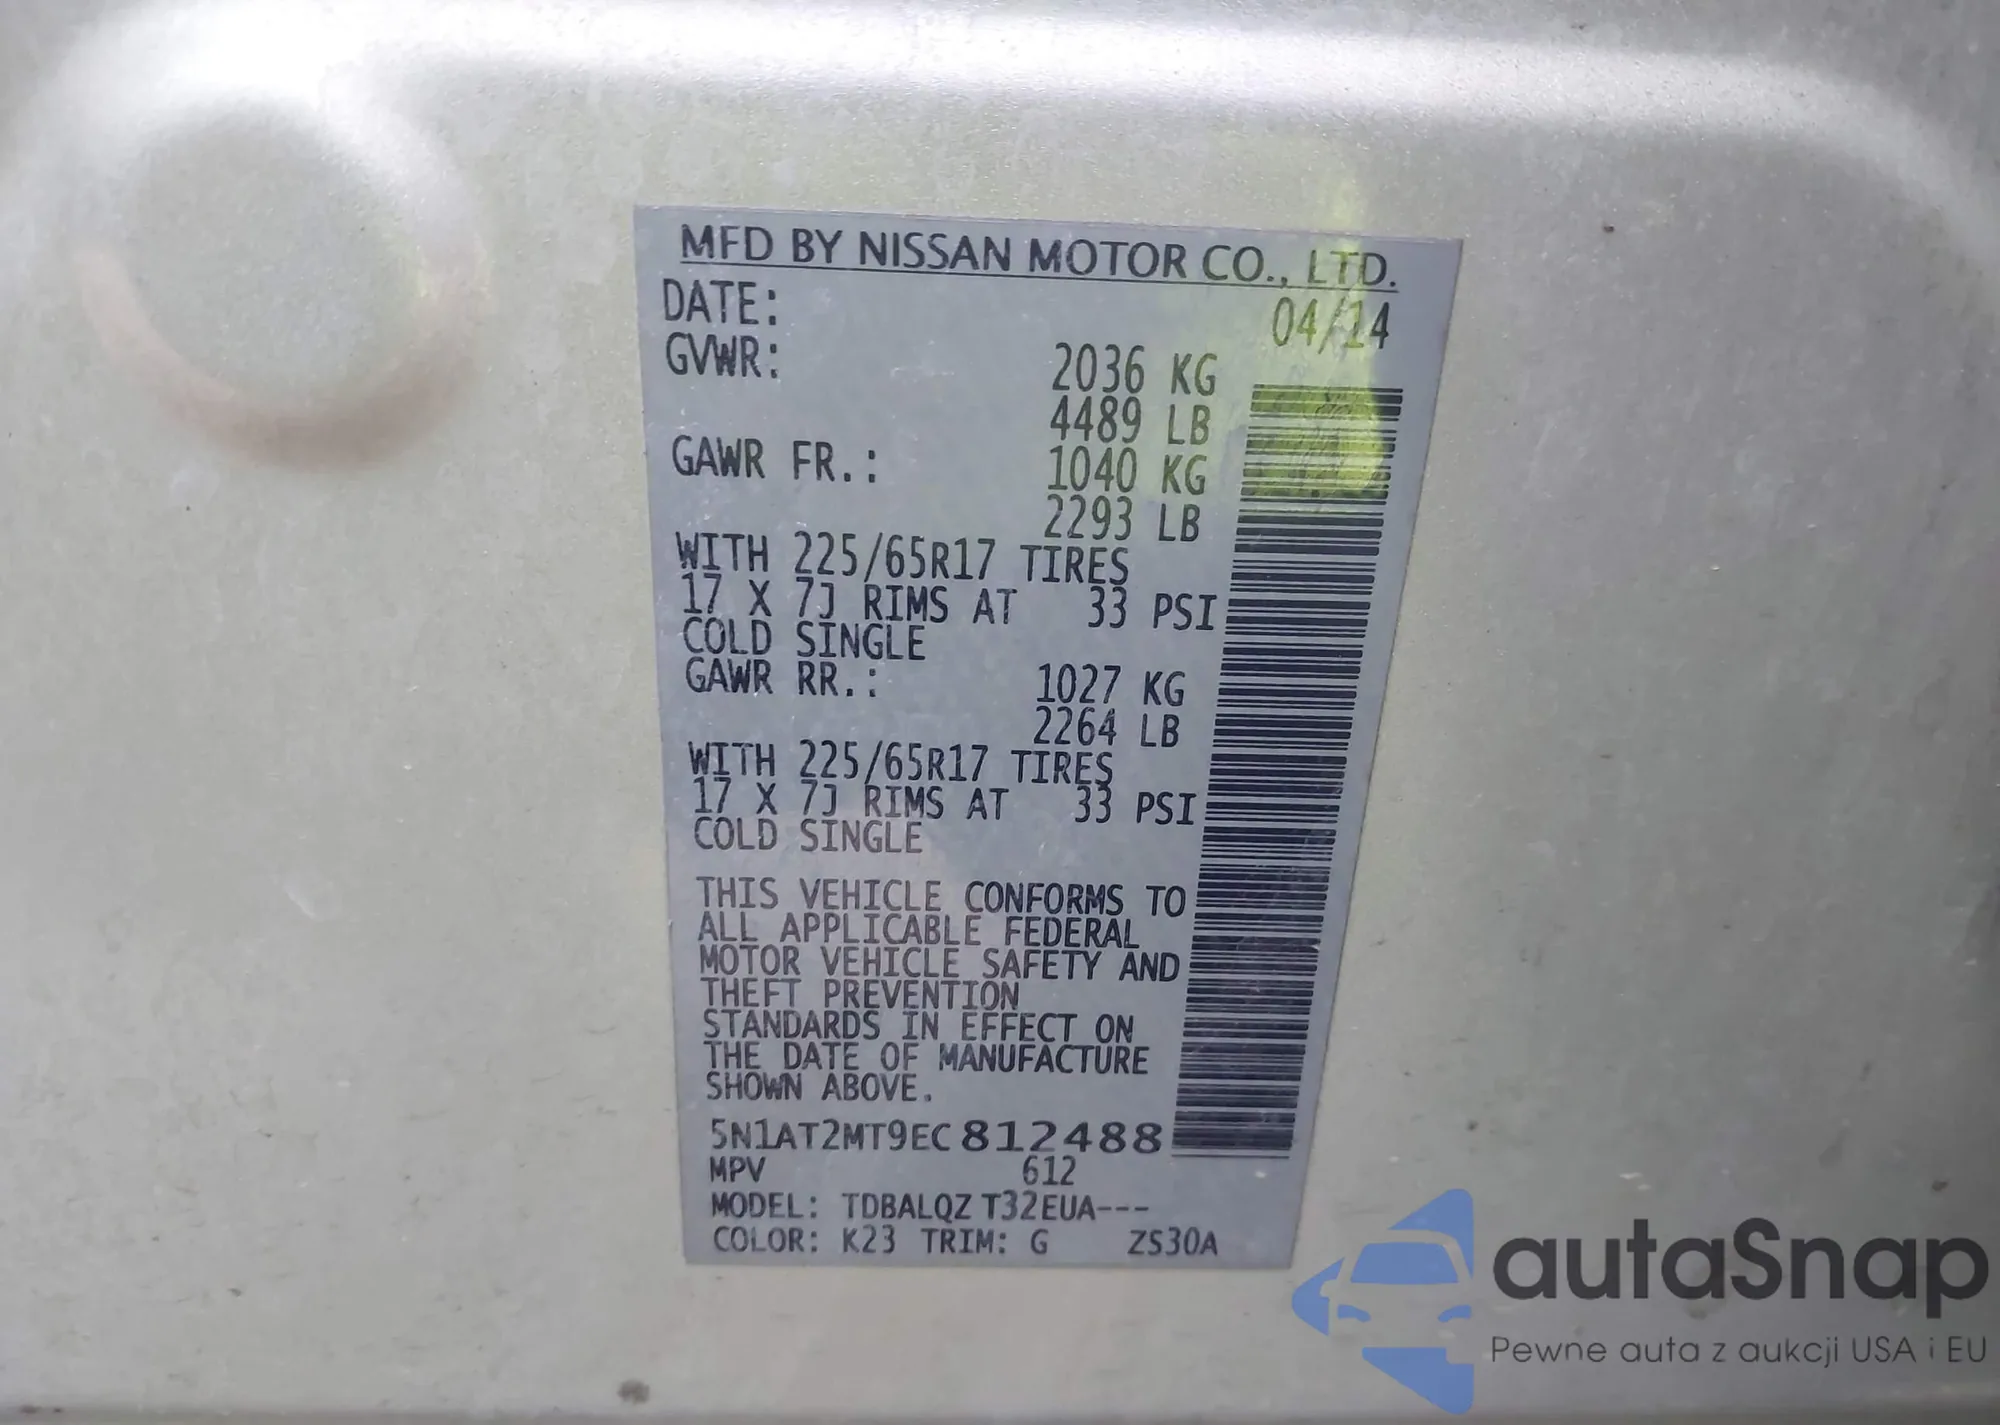 MFD BY NISSAN MOTOR CO., LTD.
DATE: 04/14
GVWR: 2036 KG
4489 LB
GAWR FR.: 1040 KG
2293 LB
WITH 225/65R17 TIRES
17 X 7J RIMS AT 33 PSI
COLD SINGLE
GAWR RR.: 1027 KG
2264 LB
WITH 225/65R17 TIRES
17 X 7J RIMS AT 33 PSI
COLD SINGLE
THIS VEHICLE CONFORMS TO
ALL APPLICABLE FEDERAL
MOTOR VEHICLE SAFETY AND
THEFT PREVENTION
STANDARDS IN EFFECT ON
THE DATE OF MANUFACTURE
SHOWN ABOVE.
5N1AT2MT9EC812488
MPV 612
MODEL: TDBALQZ T32EUA---
COLOR: K23 TRIM: G ZS30A
autaSnap
Pewne auta z aukcji USA i EU